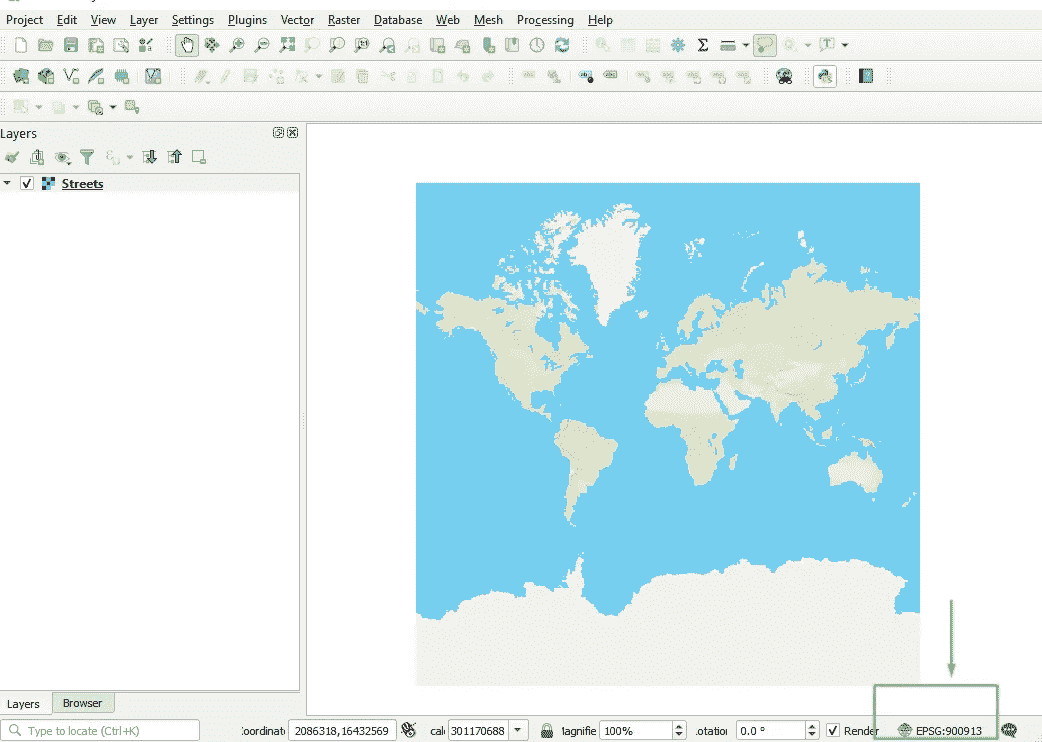 Project Edit View Layer Settings Plugins Vector Raster Database Web Mesh Processing Help
Layers
Streets
Layers Browser
Type to locate (Ctrl+K) oordinat 2086318,16432569 cal 301170688 agnifie 100% otation 0.0 ° Render EPSG:900913